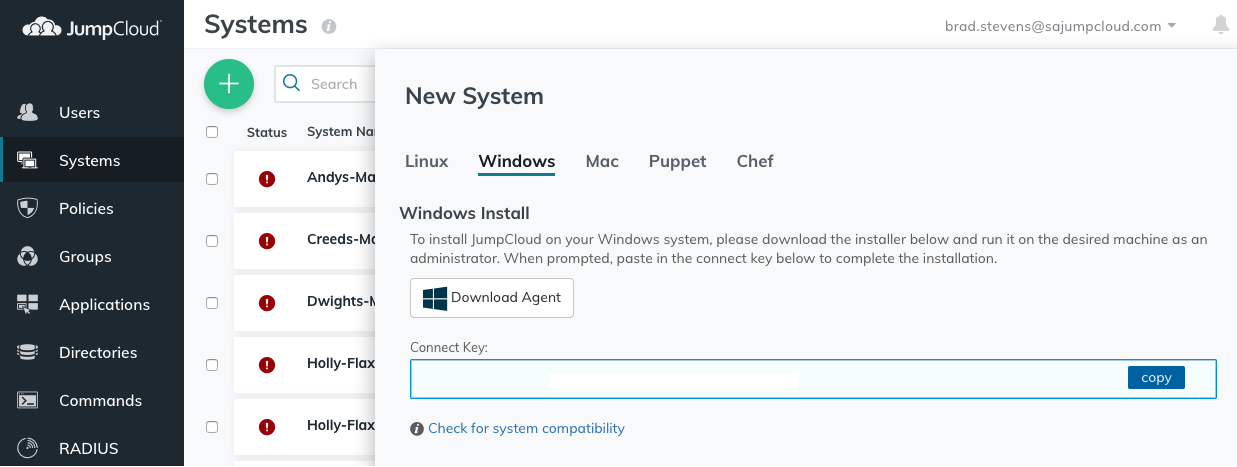 JumpCloud
Users
Systems
Policies
Groups
Applications
Directories
Commands
RADIUS
Systems
brad.stevens@sajumpcloud.com
Search
Status System Na
Andys-Ma
Creeds-Ma
Dwights-M
Holly-Flax
Holly-Flax
New System
Linux Windows Mac Puppet Chef
Windows Install
To install JumpCloud on your Windows system, please download the installer below and run it on the desired machine as an
administrator. When prompted, paste in the connect key below to complete the installation.
Download Agent
Connect Key:
copy
Check for system compatibility